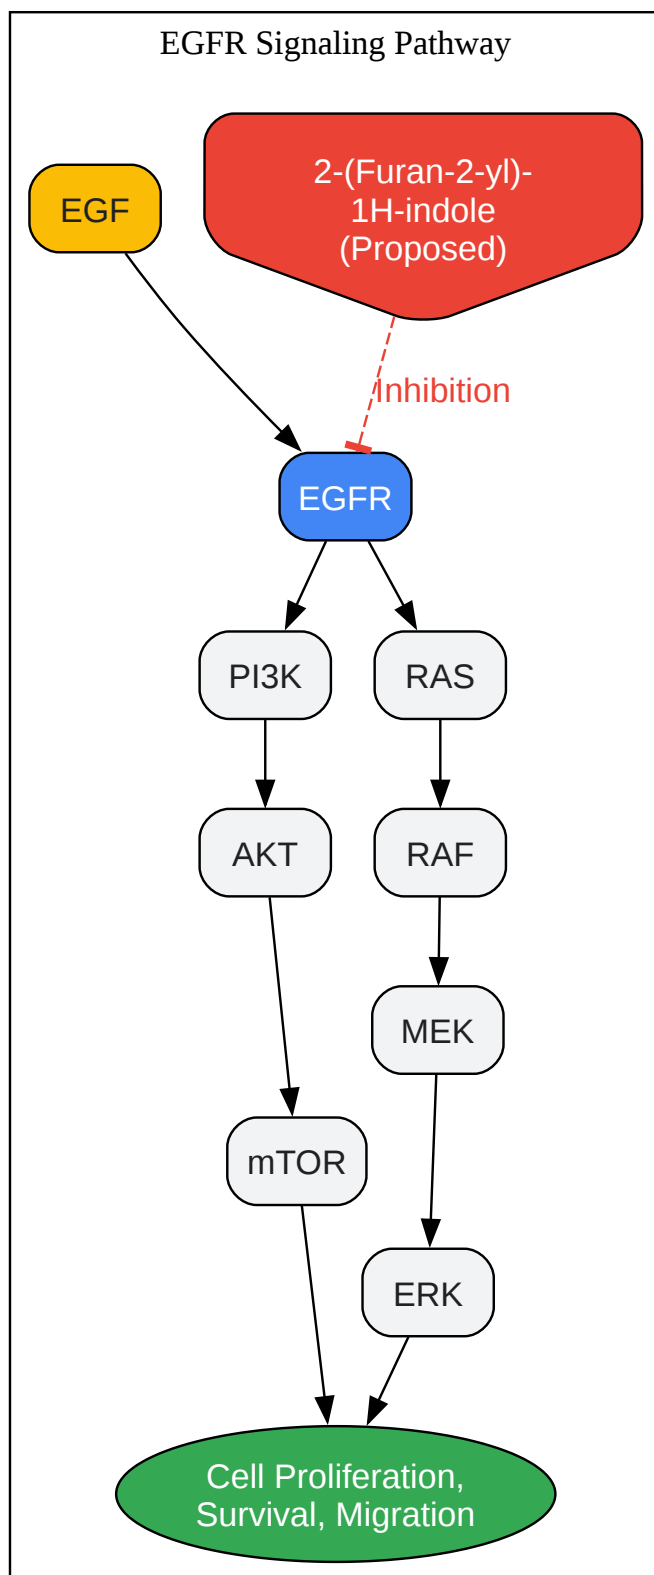 EGFR Signaling Pathway
EGF
2-(Furan-2-yl)-
1H-indole
(Proposed)
Inhibition
EGFR
PI3K
RAS
AKT
RAF
MEK
mTOR
ERK
Cell Proliferation,
Survival, Migration